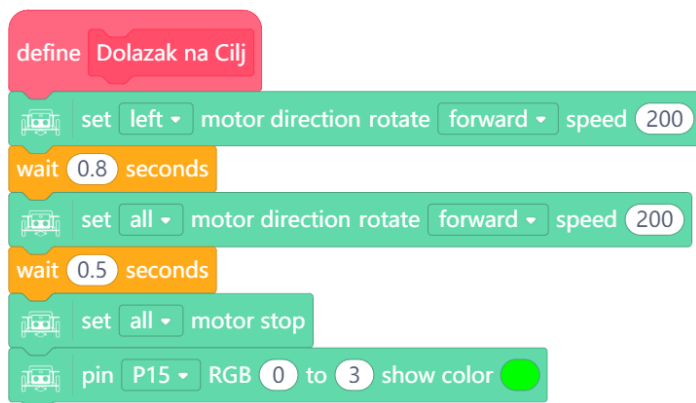 define Dolazak na Cilj
set left motor direction rotate forward speed 200
wait 0.8 seconds
set all motor direction rotate forward speed 200
wait 0.5 seconds
set all motor stop
pin P15 RGB 0 to 3 show color